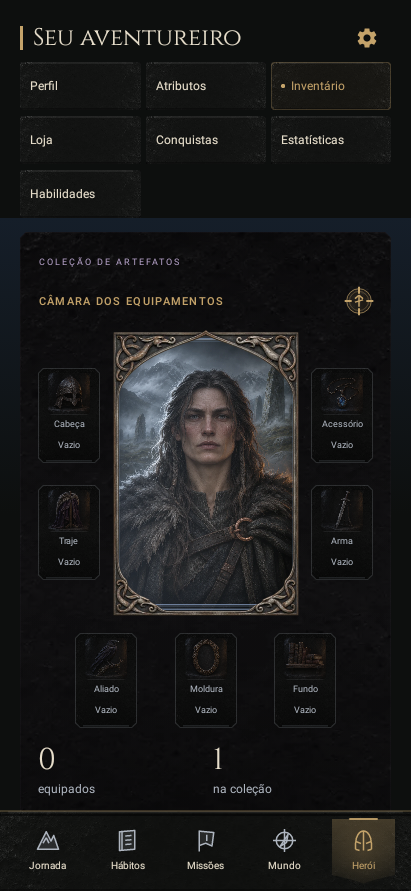 Seu aventureiro
Perfil
Atributos
• Inventário
Loja
Conquistas
Estatísticas
Habilidades
COLEÇÃO DE ARTEFATOS
CÂMARA DOS EQUIPAMENTOS
Cabeça
Vazio
Acessório
Vazio
Traje
Vazio
Arma
Vazio
Aliado
Vazio
Moldura
Vazio
Fundo
Vazio
0
equipados
1
na coleção
Jornada
Hábitos
Missões
Mundo
Herói